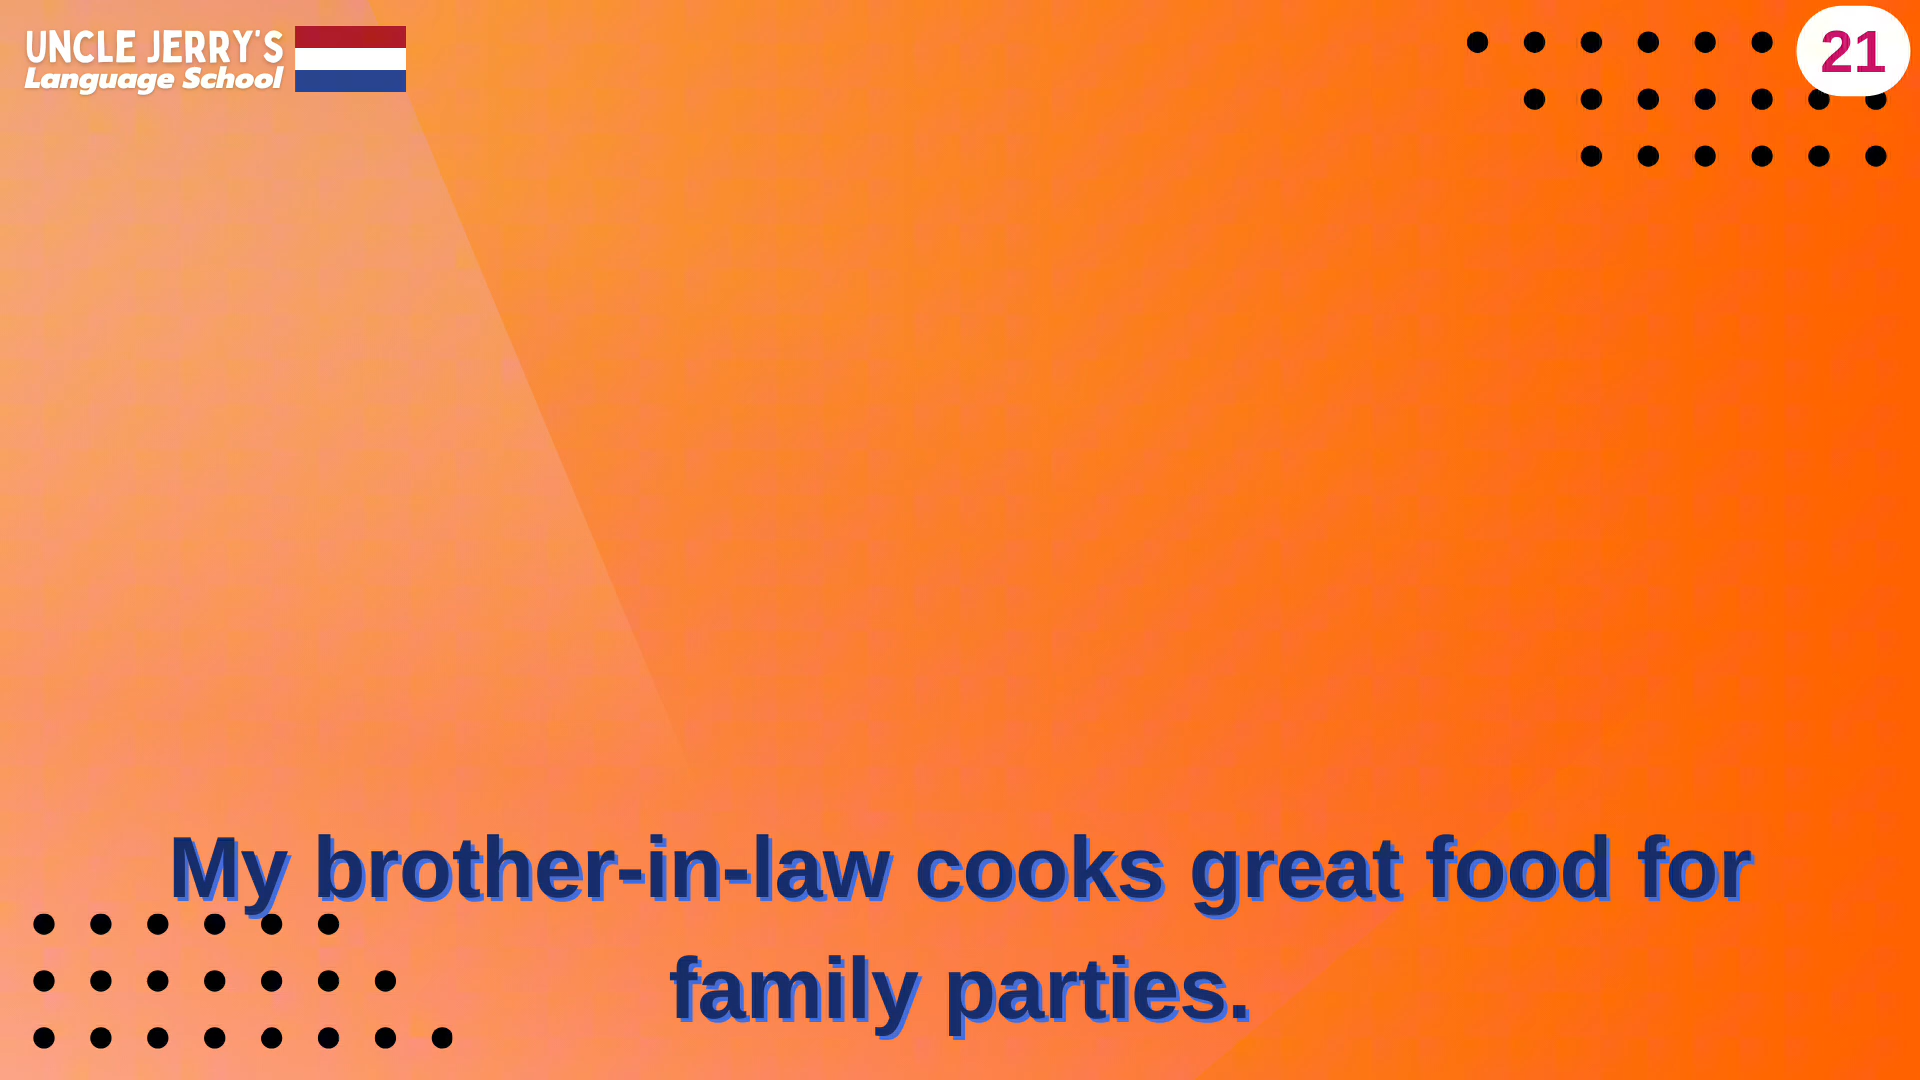 UNCLE JERRY'S
Language School
21
My brother-in-law cooks great food for
family parties.